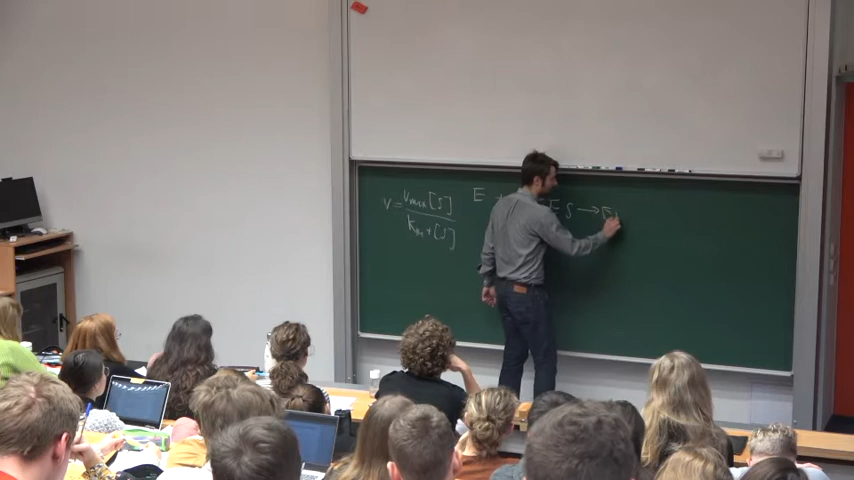 v = vmax [S]
Km + [S]
E + ES → E